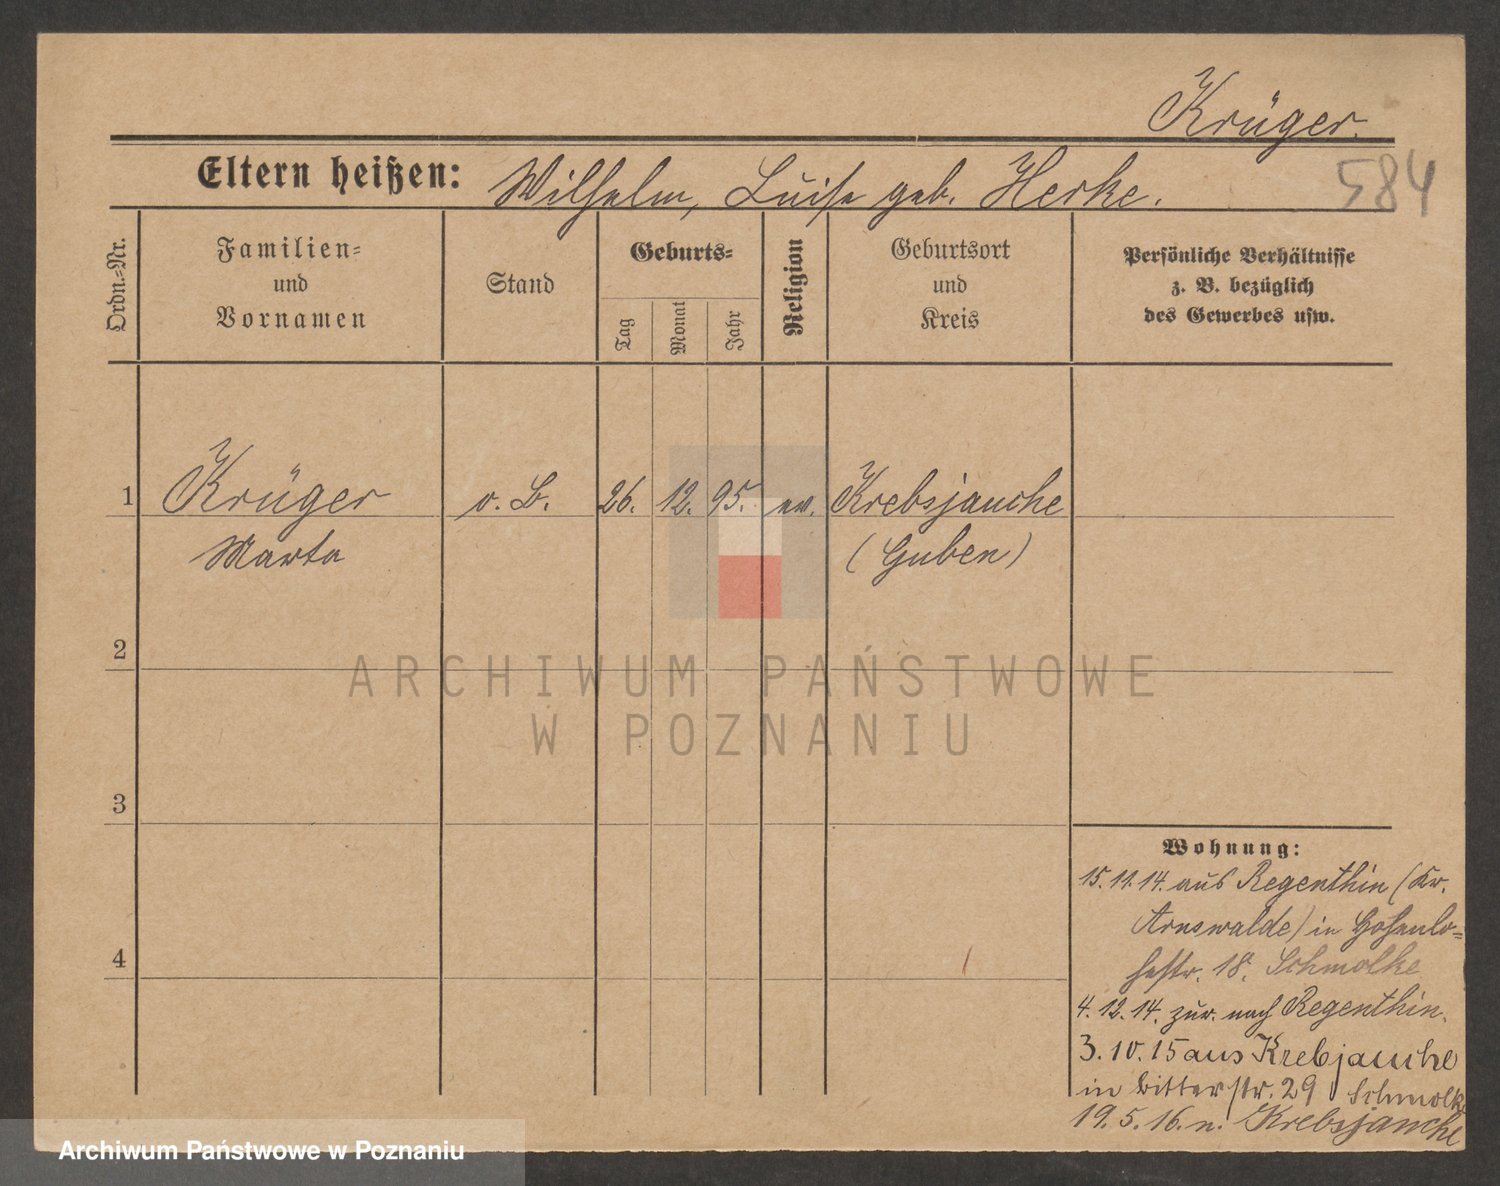 Krüger.
Eltern heißen: Wilhelm, Luise geb. Herke.
584
Ordn.-Nr.
Familien-
und
Vornamen
Stand
Geburts-
Tag
Monat
Jahr
Religion
Geburtsort
und
Kreis
Persönliche Verhältnisse
z. B. bezüglich
des Gewerbes usw.
1 Krüger o. B. 26. 12. 95. ev. Krebsjauche
Marta (Guben)
2
3
4
ARCHIWUM PAŃSTWOWE
W POZNANIU
Wohnung:
15.11.14. aus Regenthin (Kr.
Arnswalde) in Hohenlo-
hestr. 18. Schmolke
4.12.14. zur. nach Regenthin.
3.10.15 aus Krebjauche
in Ritterstr. 29 Schmolke
19.5.16. n. Krebsjauche
Archiwum Państwowe w Poznaniu